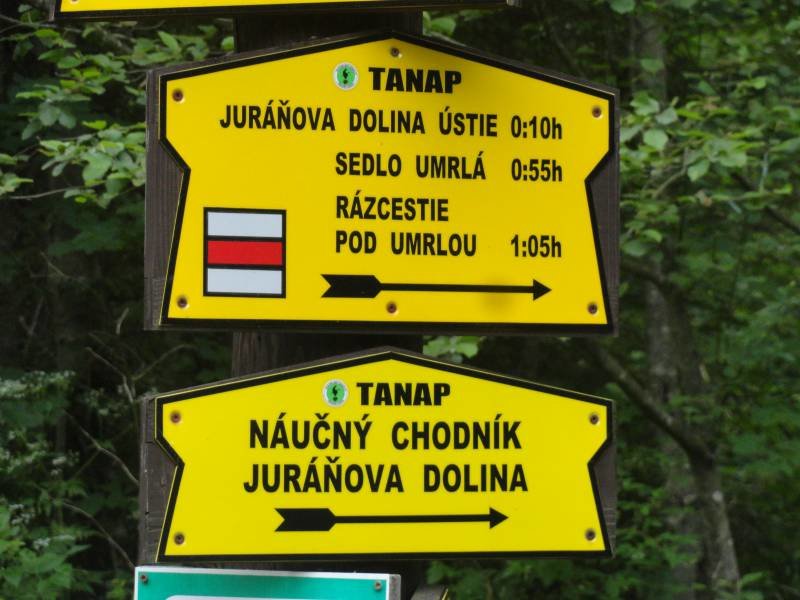 TANAP
JURÁŇOVA DOLINA ÚSTIE 0:10h
SEDLO UMRLÁ 0:55h
RÁZCESTIE
POD UMRLOU 1:05h
TANAP
NÁUČNÝ CHODNÍK
JURÁŇOVA DOLINA